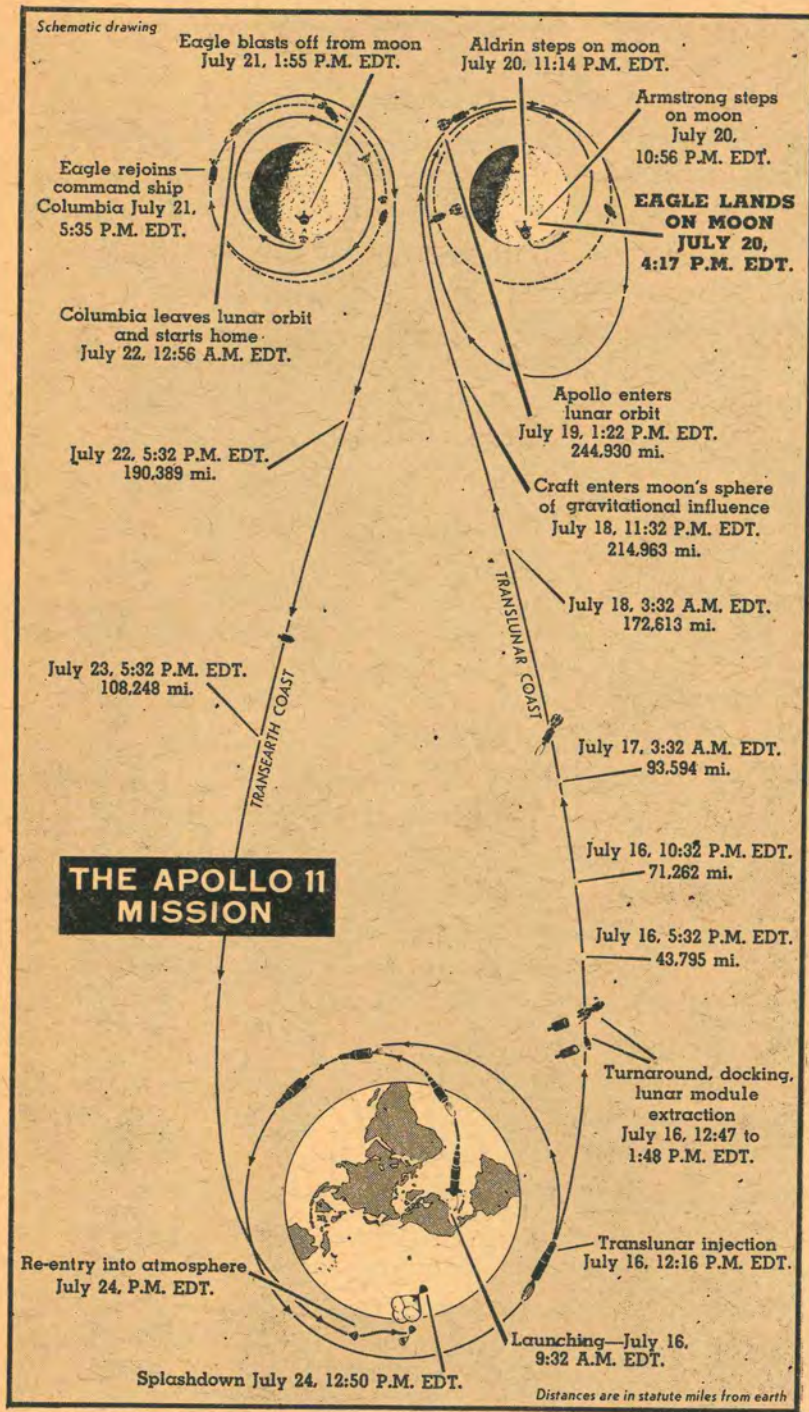 Schematic drawing
Eagle blasts off from moon
July 21, 1:55 P.M. EDT.
Aldrin steps on moon
July 20, 11:14 P.M. EDT.
Armstrong steps
on moon
July 20,
10:56 P.M. EDT.
EAGLE LANDS
ON MOON
JULY 20,
4:17 P.M. EDT.
Eagle rejoins
command ship
Columbia July 21,
5:35 P.M. EDT.
Columbia leaves lunar orbit
and starts home
July 22, 12:56 A.M. EDT.
Apollo enters
lunar orbit
July 19, 1:22 P.M. EDT.
244,930 mi.
July 22, 5:32 P.M. EDT.
190,389 mi.
Craft enters moon's sphere
of gravitational influence
July 18, 11:32 P.M. EDT.
214,963 mi.
July 18, 3:32 A.M. EDT.
172,613 mi.
TRANSLUNAR COAST
July 23, 5:32 P.M. EDT.
108,248 mi.
TRANSEARTH COAST
July 17, 3:32 A.M. EDT.
93,594 mi.
July 16, 10:32 P.M. EDT.
71,262 mi.
THE APOLLO 11
MISSION
July 16, 5:32 P.M. EDT.
43,795 mi.
Turnaround, docking,
lunar module
extraction
July 16, 12:47 to
1:48 P.M. EDT.
Translunar injection
July 16, 12:16 P.M. EDT.
Re-entry into atmosphere
July 24, P.M. EDT.
Launching—July 16,
9:32 A.M. EDT.
Splashdown July 24, 12:50 P.M. EDT.
Distances are in statute miles from earth